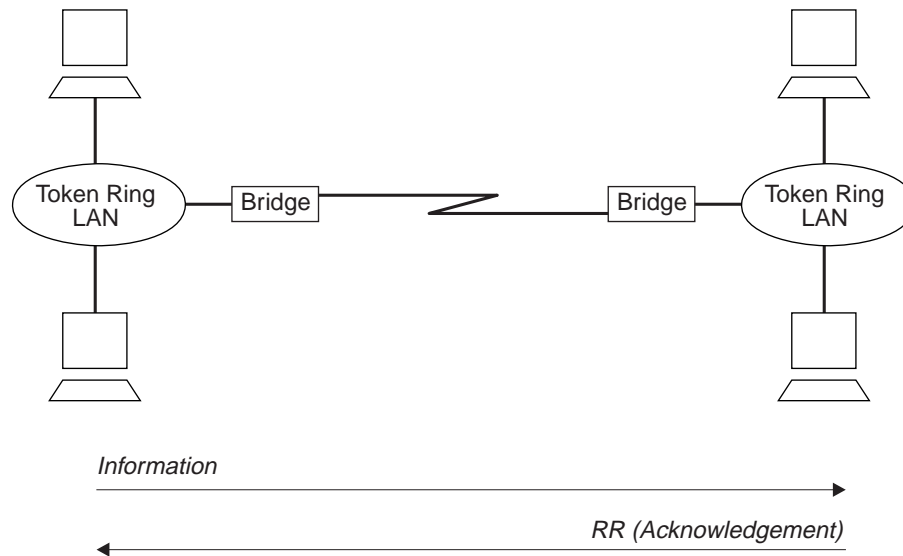 Token Ring
LAN
Bridge
Bridge
Token Ring
LAN
Information
RR (Acknowledgement)